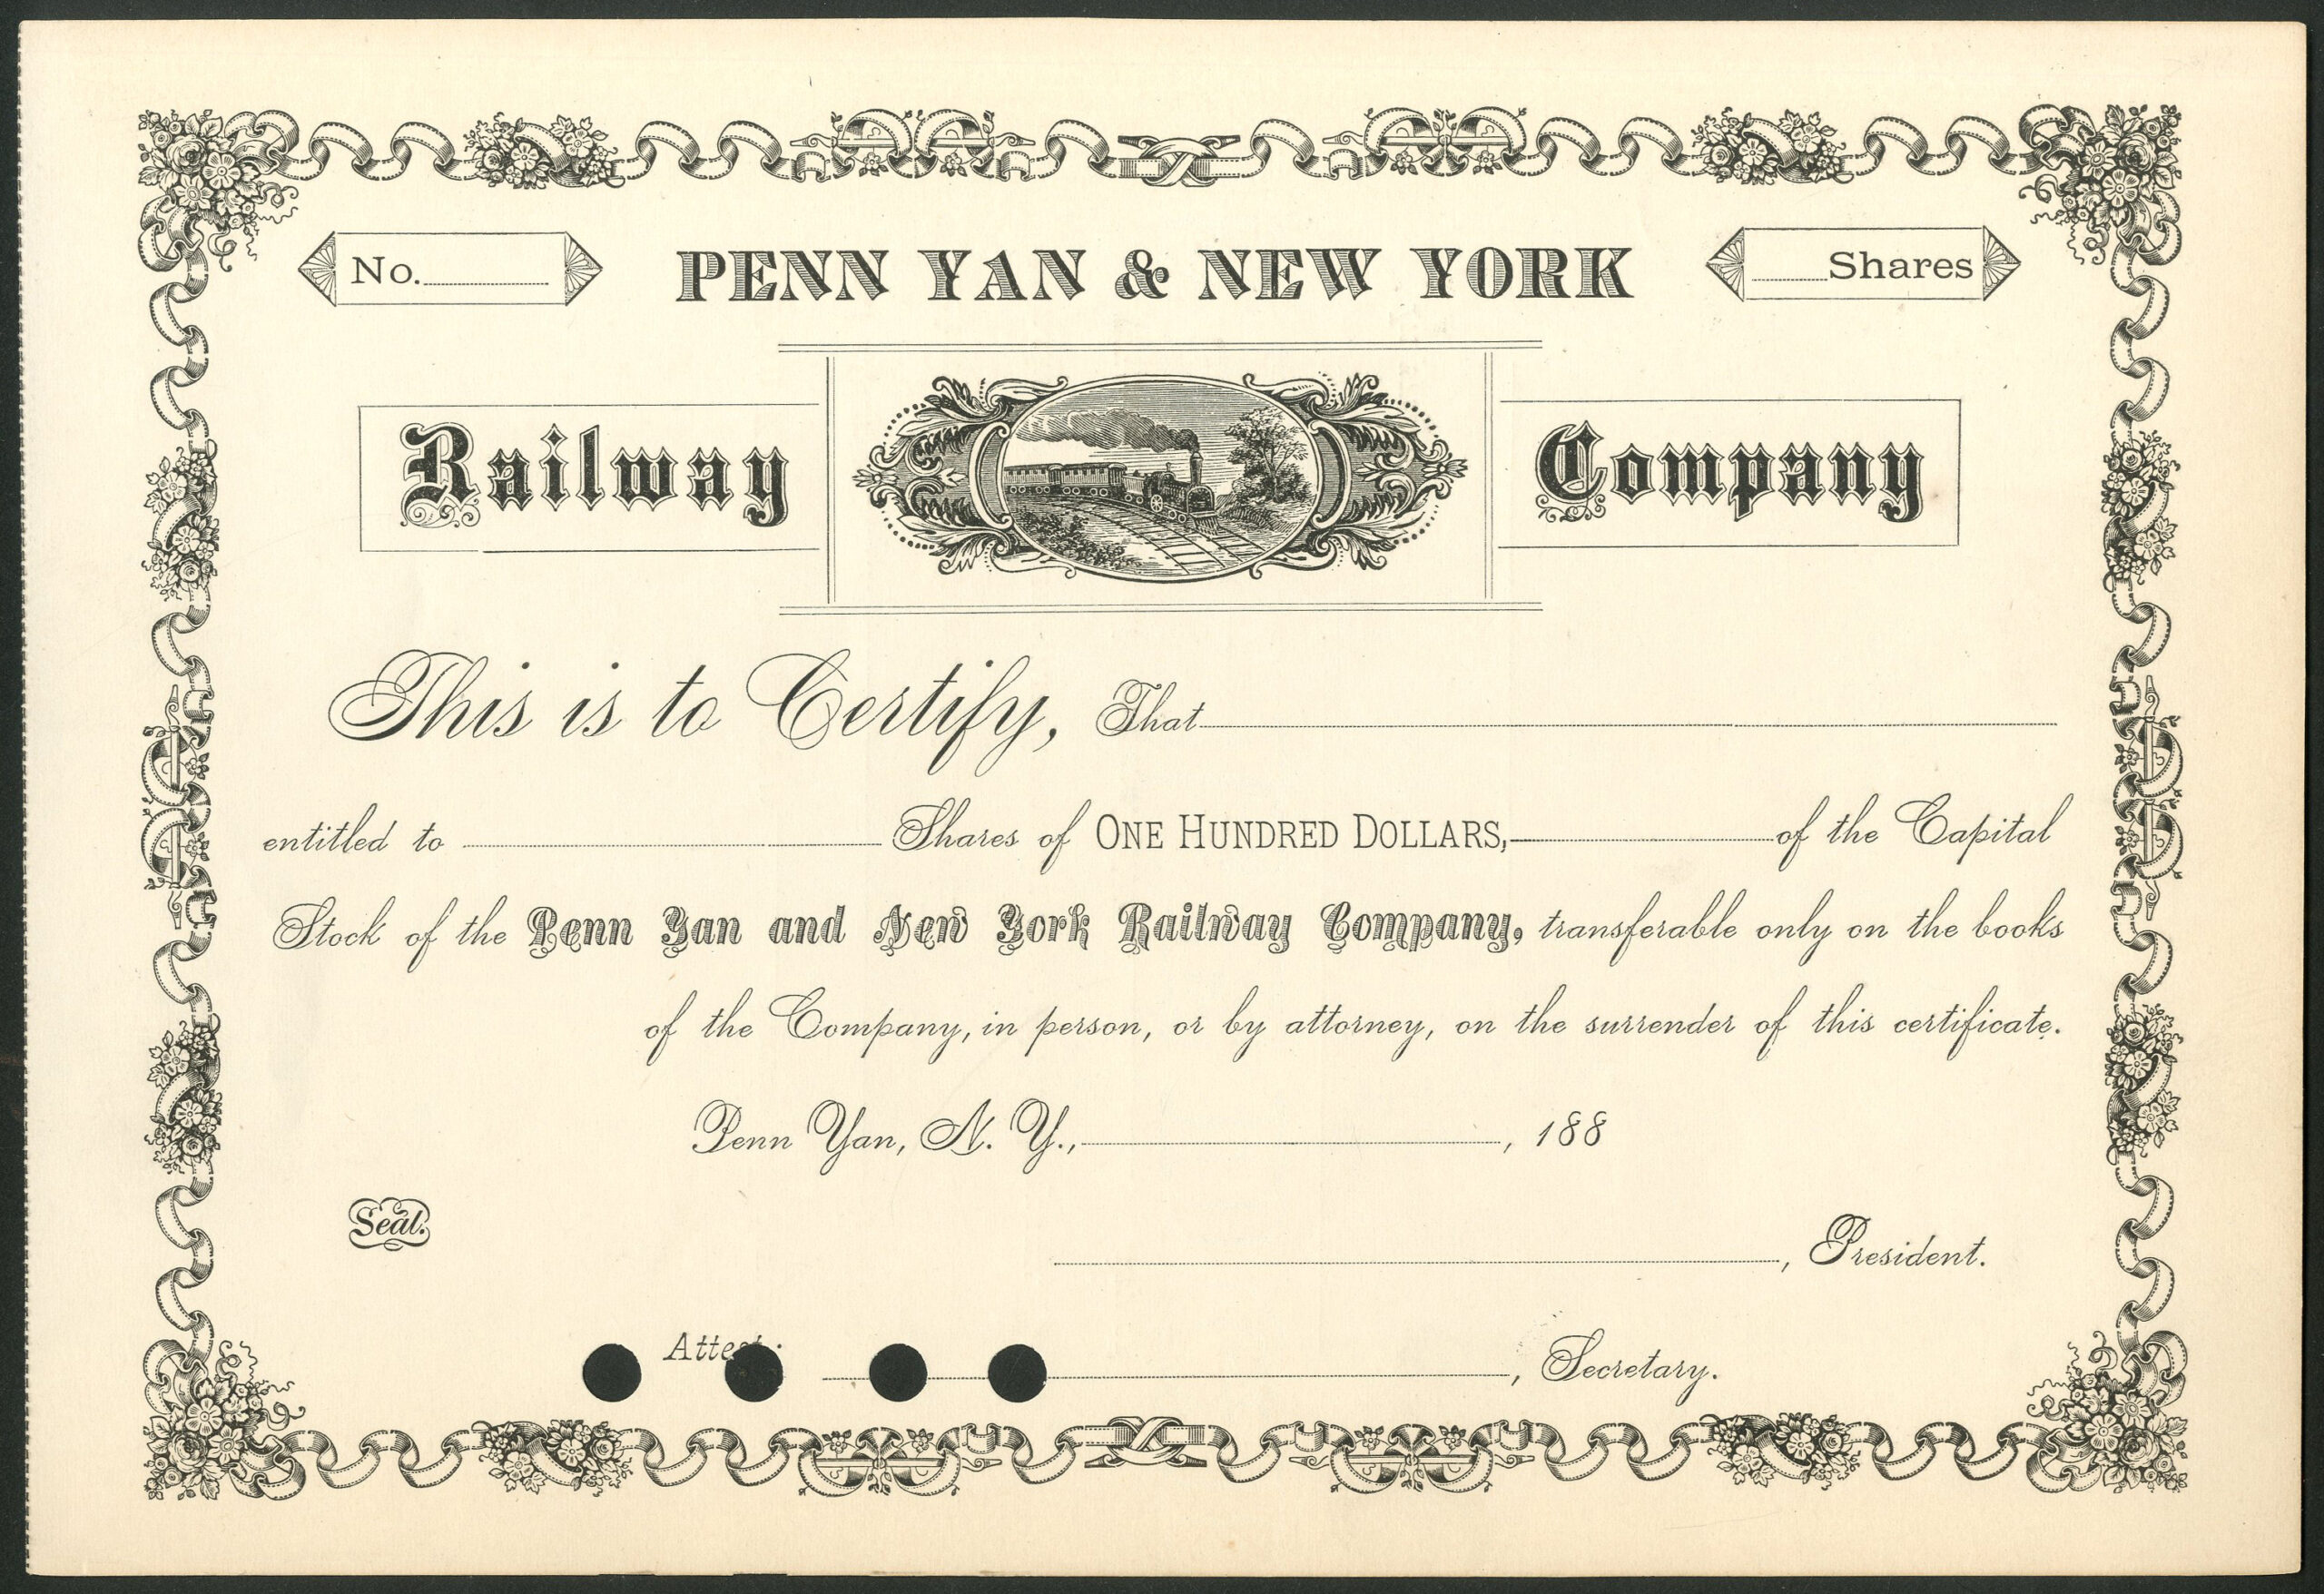 No.
PENN YAN & NEW YORK
Shares
Railway
Company
This is to Certify, That
entitled to Shares of ONE HUNDRED DOLLARS, of the Capital
Stock of the Penn Yan and New York Railway Company, transferable only on the books
of the Company, in person, or by attorney, on the surrender of this certificate.
Penn Yan, N. Y., , 188
Seal.
, President.
Attest:
, Secretary.